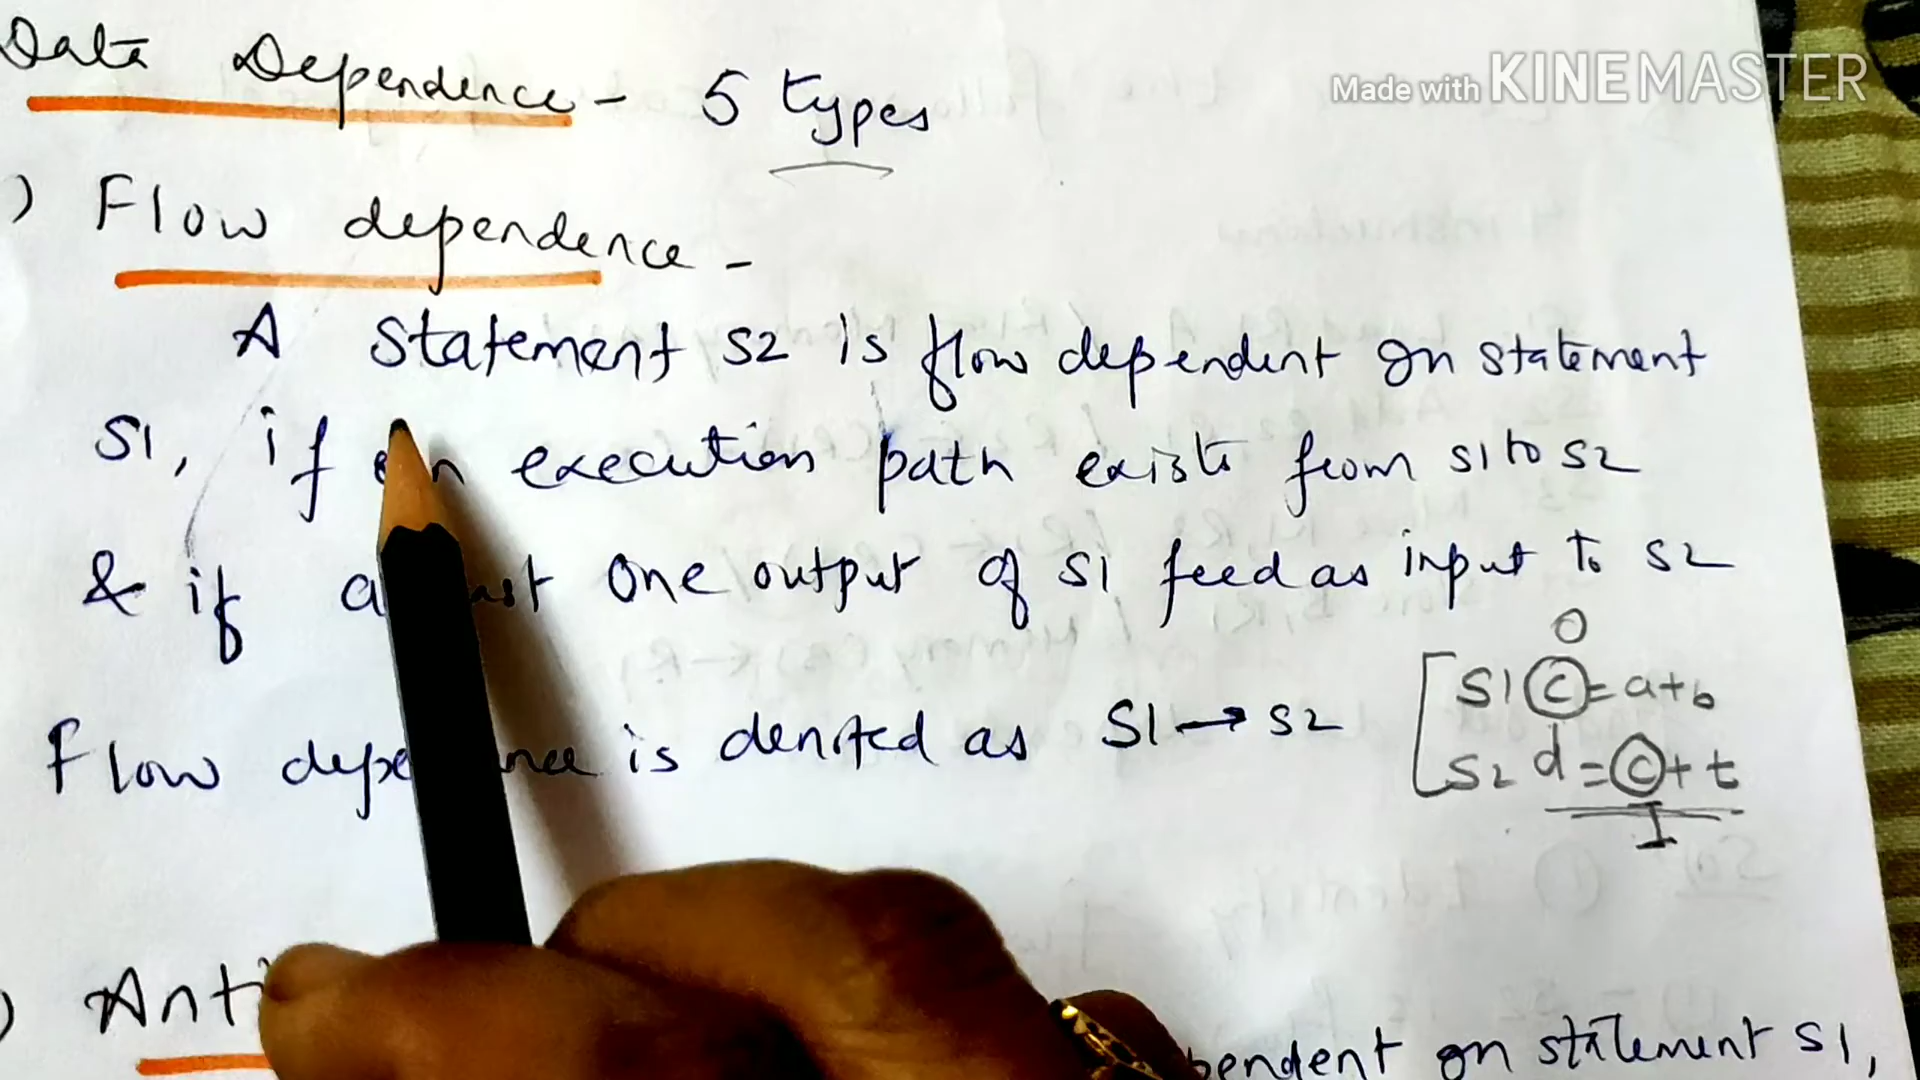 Data Dependence - 5 types
Made with KINEMASTER
) Flow dependence -
A statement S2 is flow dependent on statement
S1, if an execution path exists from S1 to S2
& if one output of S1 feed as input to S2
O
S1 C = a+b
Flow is denoted as S1 → S2
S2 d = C + t
I
) Anti
on statement S1,